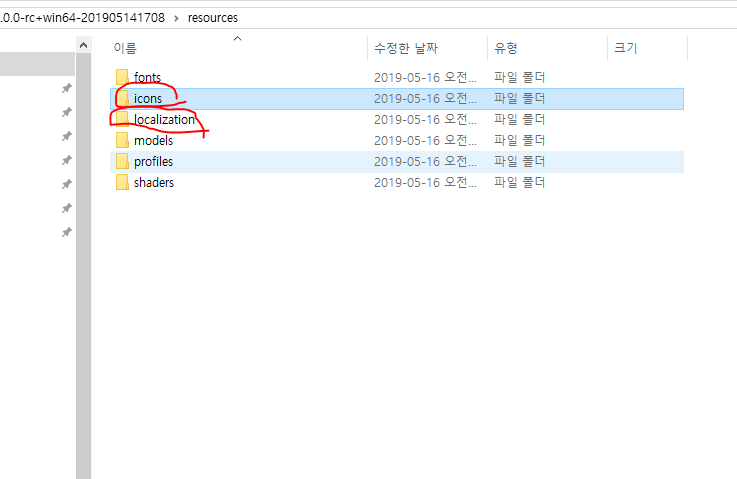 .0.0-rc+win64-201905141708 > resources
이름 수정한 날짜 유형 크기
fonts 2019-05-16 오전... 파일 폴더
icons 2019-05-16 오전... 파일 폴더
localization 2019-05-16 오전... 파일 폴더
models 2019-05-16 오전... 파일 폴더
profiles 2019-05-16 오전... 파일 폴더
shaders 2019-05-16 오전... 파일 폴더